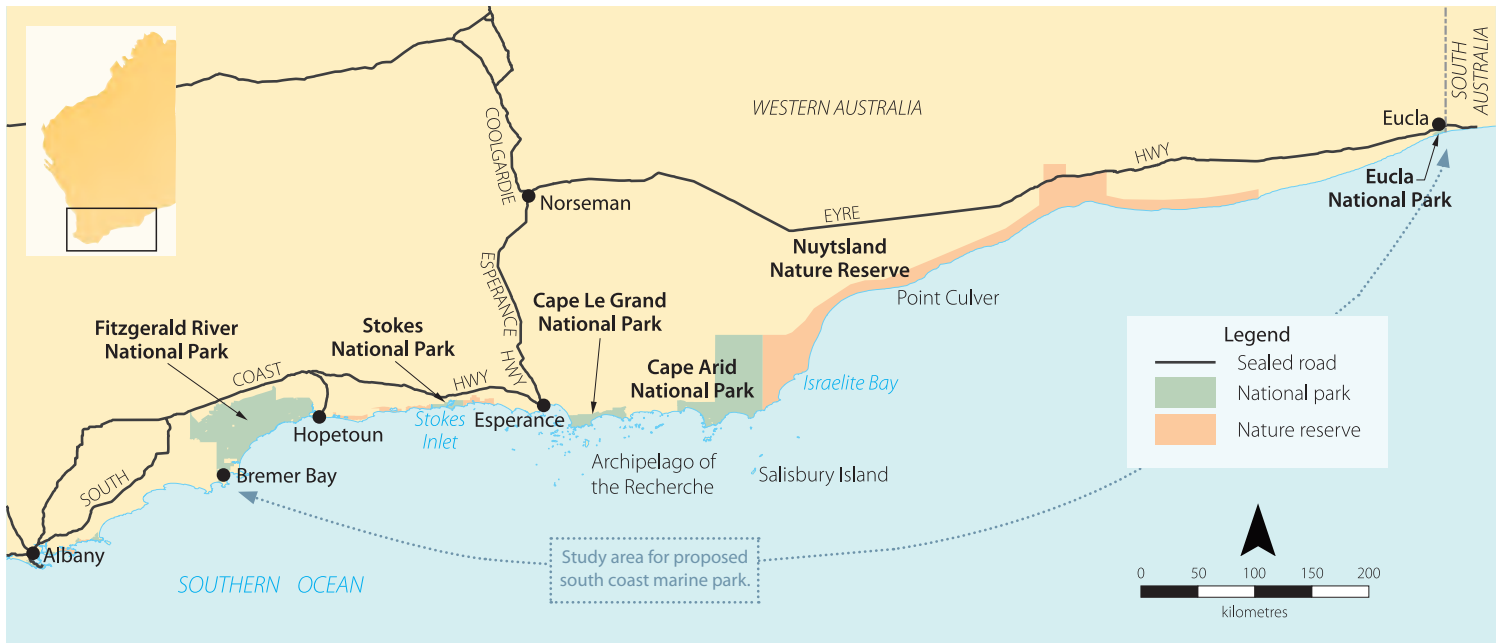 WESTERN AUSTRALIA
SOUTH
AUSTRALIA
Eucla
COOLGARDIE
HWY
Norseman
Eucla
National Park
EYRE
HWY
Nuytsland
Nature Reserve
ESPERANCE
HWY
Point Culver
Cape Le Grand
National Park
Fitzgerald River
National Park
Stokes
National Park
Cape Arid
National Park
Israelite Bay
COAST
HWY
Hopetoun
Stokes
Inlet
Esperance
Archipelago of
the Recherche
Salisbury Island
SOUTH
Bremer Bay
Albany
SOUTHERN OCEAN
Study area for proposed
south coast marine park.
Legend
Sealed road
National park
Nature reserve
0 50 100 150 200
kilometres